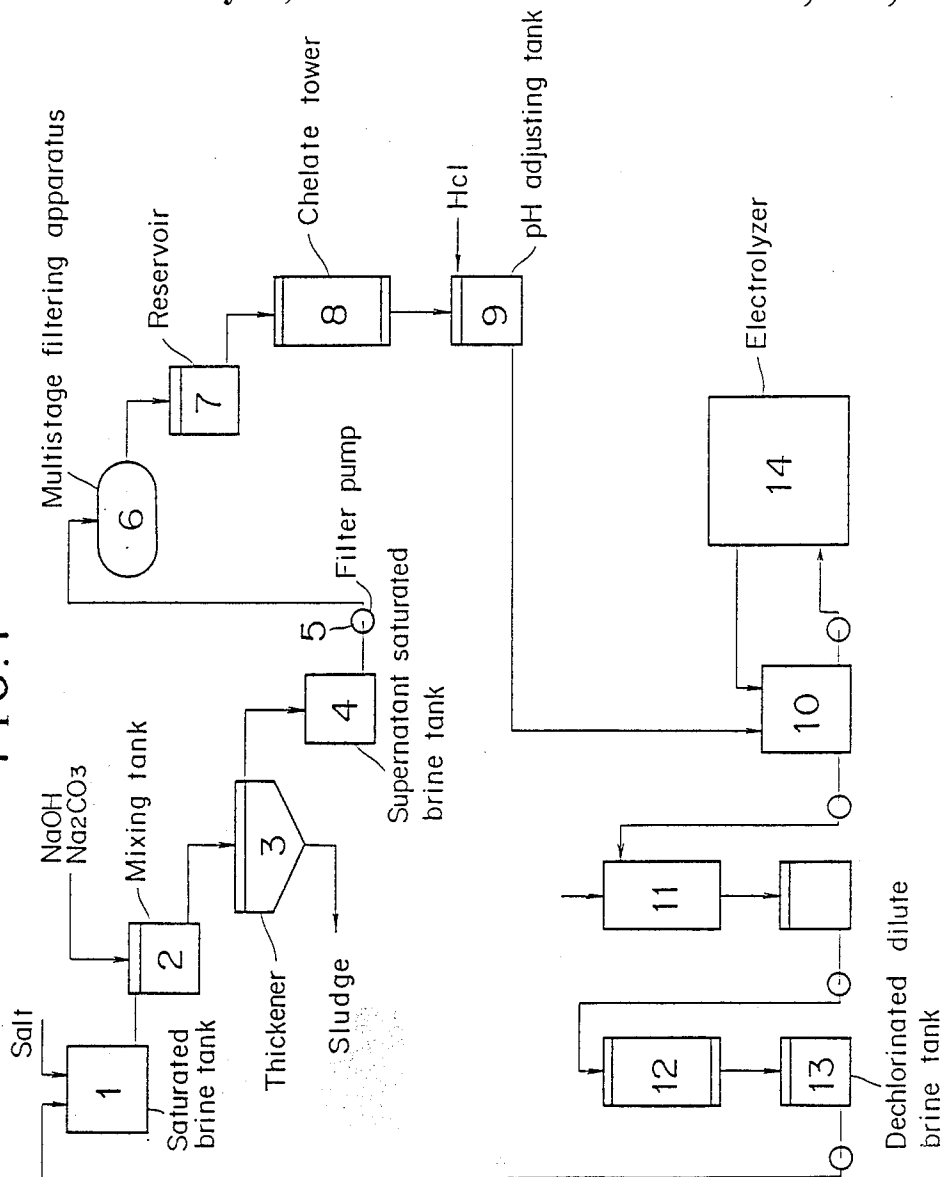 Salt
1
Saturated
brine tank
NaOH
Na2CO3
2
Mixing tank
3
Thickener
Sludge
4
Supernatant saturated
brine tank
5
Filter pump
6
Multistage filtering apparatus
7
Reservoir
8
Chelate tower
Hcl
9
pH adjusting tank
10
14
Electrolyzer
11
12
13
Dechlorinated dilute
brine tank